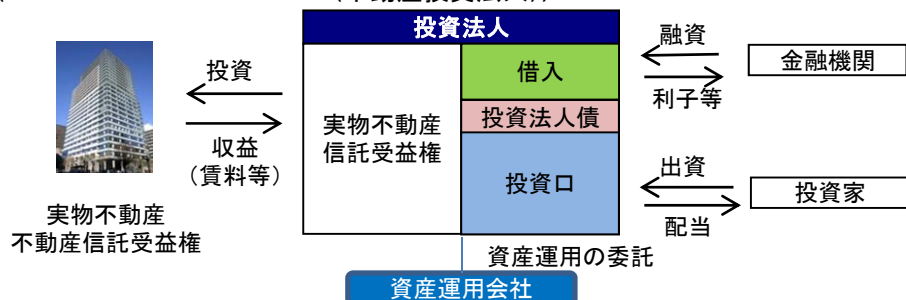 投資法人
融資
金融機関
投資
借入
利子等
実物不動産
信託受益権
投資法人債
収益
(賃料等)
投資口
出資
投資家
配当
実物不動産
不動産信託受益権
資産運用の委託
資産運用会社